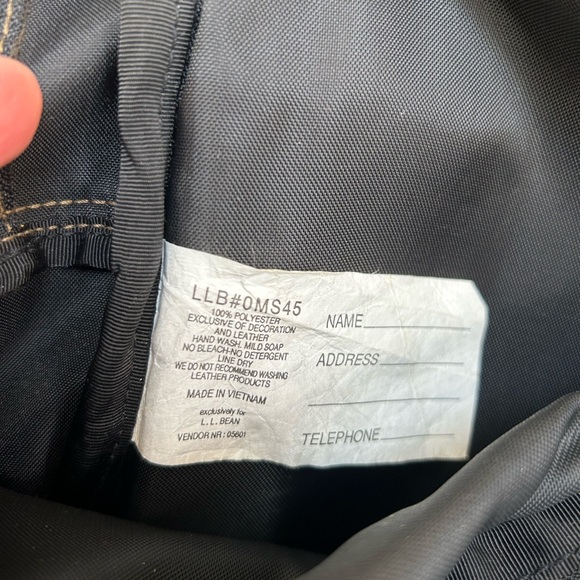 LLB#0MS45
100% POLYESTER
EXCLUSIVE OF DECORATION
AND LEATHER
HAND WASH. MILD SOAP
NO BLEACH-NO DETERGENT
LINE DRY
WE DO NOT RECOMMEND WASHING
LEATHER PRODUCTS
MADE IN VIETNAM
exclusively for
L.L. BEAN
VENDOR NR : 05601
NAME
ADDRESS
TELEPHONE